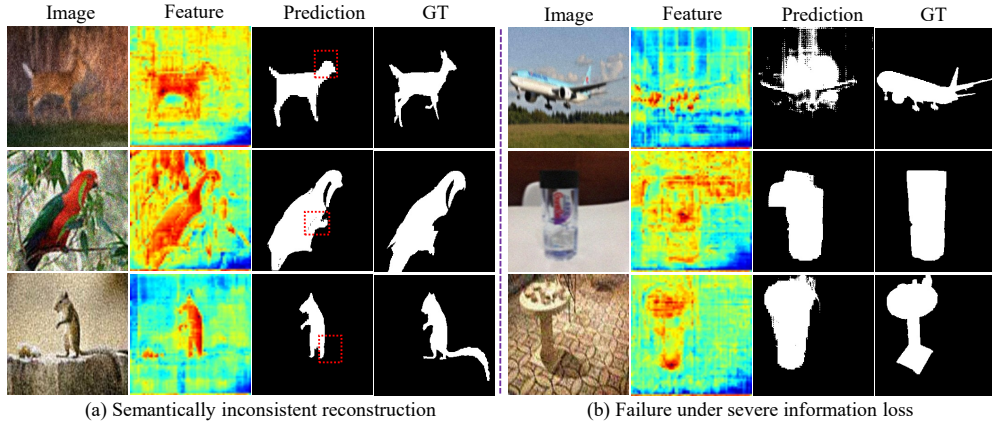 Image Feature Prediction GT Image Feature Prediction GT
(a) Semantically inconsistent reconstruction (b) Failure under severe information loss